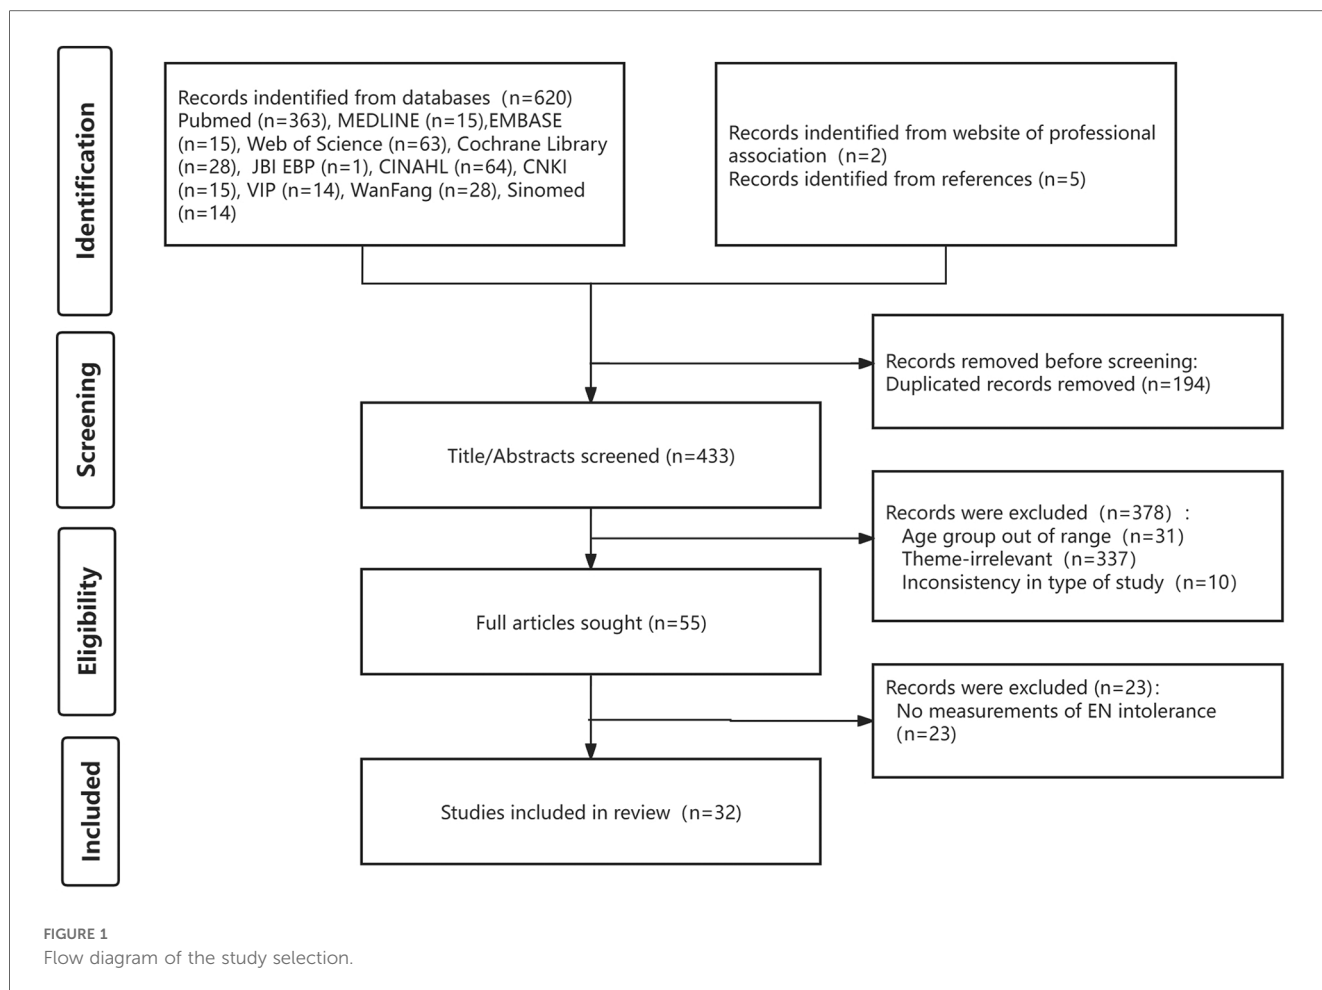 Identification
Records indentified from databases (n=620)
Pubmed (n=363), MEDLINE (n=15),EMBASE
(n=15), Web of Science (n=63), Cochrane Library
(n=28), JBI EBP (n=1), CINAHL (n=64), CNKI
(n=15), VIP (n=14), WanFang (n=28), Sinomed
(n=14)
Records indentified from website of professional
association (n=2)
Records identified from references (n=5)
Screening
Records removed before screening:
Duplicated records removed (n=194)
Title/Abstracts screened (n=433)
Records were excluded (n=378) :
Age group out of range (n=31)
Theme-irrelevant (n=337)
Inconsistency in type of study (n=10)
Eligibility
Full articles sought (n=55)
Records were excluded (n=23):
No measurements of EN intolerance
(n=23)
Included
Studies included in review (n=32)
FIGURE 1
Flow diagram of the study selection.